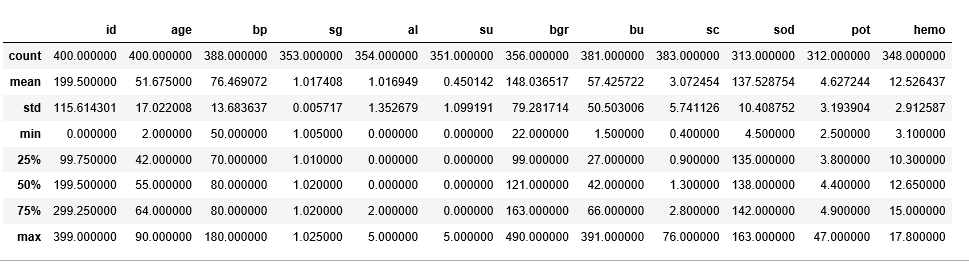 id age bp sg al su bgr bu sc sod pot hemo
count 400.000000 400.000000 388.000000 353.000000 354.000000 351.000000 356.000000 381.000000 383.000000 313.000000 312.000000 348.000000
mean 199.500000 51.675000 76.469072 1.017408 1.016949 0.450142 148.036517 57.425722 3.072454 137.528754 4.627244 12.526437
std 115.614301 17.022008 13.683637 0.005717 1.352679 1.099191 79.281714 50.503006 5.741126 10.408752 3.193904 2.912587
min 0.000000 2.000000 50.000000 1.005000 0.000000 0.000000 22.000000 1.500000 0.400000 4.500000 2.500000 3.100000
25% 99.750000 42.000000 70.000000 1.010000 0.000000 0.000000 99.000000 27.000000 0.900000 135.000000 3.800000 10.300000
50% 199.500000 55.000000 80.000000 1.020000 0.000000 0.000000 121.000000 42.000000 1.300000 138.000000 4.400000 12.650000
75% 299.250000 64.000000 80.000000 1.020000 2.000000 0.000000 163.000000 66.000000 2.800000 142.000000 4.900000 15.000000
max 399.000000 90.000000 180.000000 1.025000 5.000000 5.000000 490.000000 391.000000 76.000000 163.000000 47.000000 17.800000